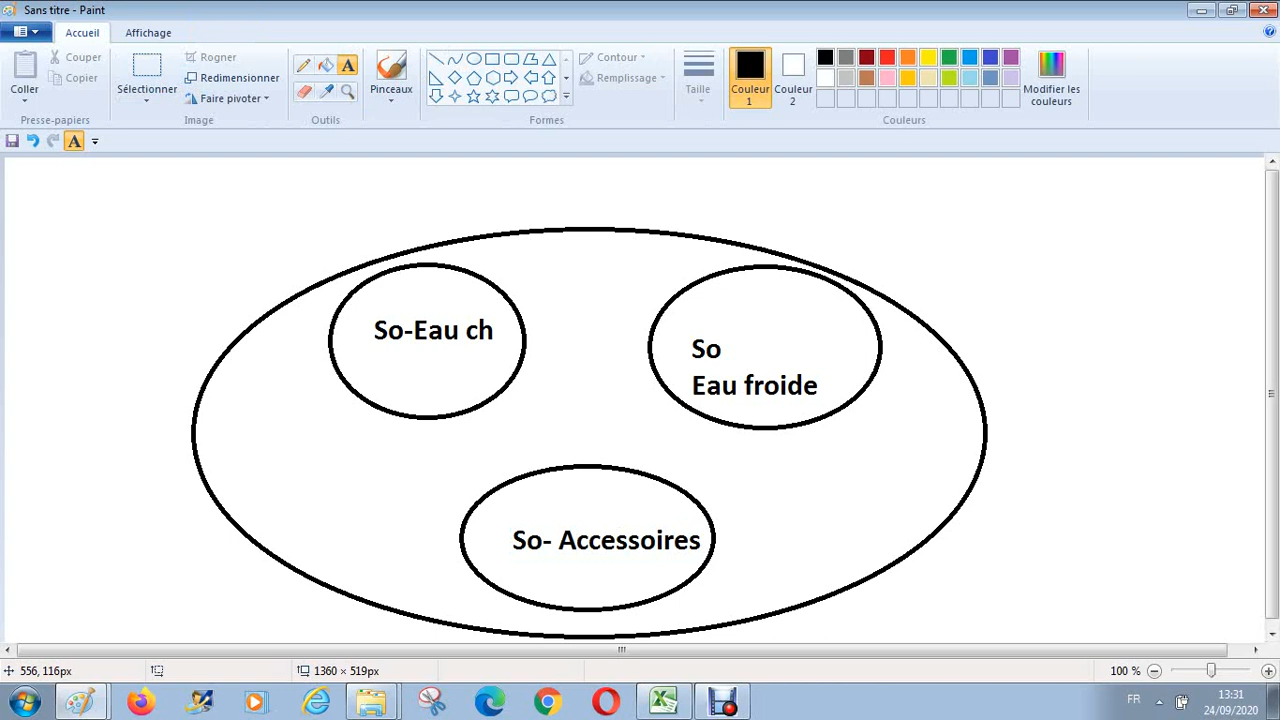 Sans titre - Paint
Accueil
Affichage
Coller
Couper
Copier
Presse-papiers
Sélectionner
Rogner
Redimensionner
Faire pivoter
Image
A
Outils
Pinceaux
Contour
Remplissage
Formes
Taille
Couleur
1
Couleur
2
Modifier les
couleurs
Couleurs
A
So-Eau ch
So
Eau froide
So- Accessoires
556, 116px
1360 × 519px
100 %
FR
13:31
24/09/2020